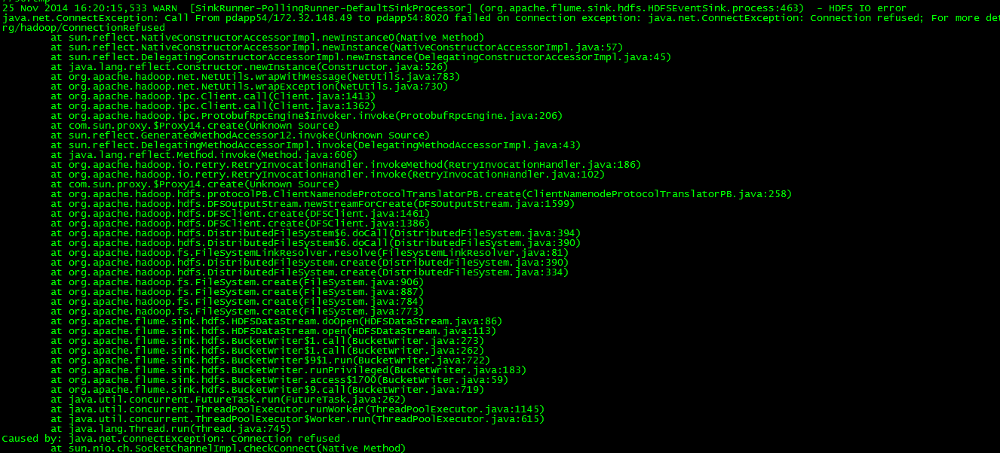 25 Nov 2014 16:20:15,533 WARN  [SinkRunner-PollingRunner-DefaultSinkProcessor] (org.apache.flume.sink.hdfs.HDFSEventSink.process:463)  - HDFS IO error
java.net.ConnectException: Call From pdapp54/172.32.148.49 to pdapp54:8020 failed on connection exception: java.net.ConnectException: Connection refused; For more det
rg/hadoop/ConnectionRefused
        at sun.reflect.NativeConstructorAccessorImpl.newInstance0(Native Method)
        at sun.reflect.NativeConstructorAccessorImpl.newInstance(NativeConstructorAccessorImpl.java:57)
        at sun.reflect.DelegatingConstructorAccessorImpl.newInstance(DelegatingConstructorAccessorImpl.java:45)
        at java.lang.reflect.Constructor.newInstance(Constructor.java:526)
        at org.apache.hadoop.net.NetUtils.wrapWithMessage(NetUtils.java:783)
        at org.apache.hadoop.net.NetUtils.wrapException(NetUtils.java:730)
        at org.apache.hadoop.ipc.Client.call(Client.java:1413)
        at org.apache.hadoop.ipc.Client.call(Client.java:1362)
        at org.apache.hadoop.ipc.ProtobufRpcEngine$Invoker.invoke(ProtobufRpcEngine.java:206)
        at com.sun.proxy.$Proxy14.create(Unknown Source)
        at sun.reflect.GeneratedMethodAccessor12.invoke(Unknown Source)
        at sun.reflect.DelegatingMethodAccessorImpl.invoke(DelegatingMethodAccessorImpl.java:43)
        at java.lang.reflect.Method.invoke(Method.java:606)
        at org.apache.hadoop.io.retry.RetryInvocationHandler.invokeMethod(RetryInvocationHandler.java:186)
        at org.apache.hadoop.io.retry.RetryInvocationHandler.invoke(RetryInvocationHandler.java:102)
        at com.sun.proxy.$Proxy14.create(Unknown Source)
        at org.apache.hadoop.hdfs.protocolPB.ClientNamenodeProtocolTranslatorPB.create(ClientNamenodeProtocolTranslatorPB.java:258)
        at org.apache.hadoop.hdfs.DFSOutputStream.newStreamForCreate(DFSOutputStream.java:1599)
        at org.apache.hadoop.hdfs.DFSClient.create(DFSClient.java:1461)
        at org.apache.hadoop.hdfs.DFSClient.create(DFSClient.java:1386)
        at org.apache.hadoop.hdfs.DistributedFileSystem$6.doCall(DistributedFileSystem.java:394)
        at org.apache.hadoop.hdfs.DistributedFileSystem$6.doCall(DistributedFileSystem.java:390)
        at org.apache.hadoop.fs.FileSystemLinkResolver.resolve(FileSystemLinkResolver.java:81)
        at org.apache.hadoop.hdfs.DistributedFileSystem.create(DistributedFileSystem.java:390)
        at org.apache.hadoop.hdfs.DistributedFileSystem.create(DistributedFileSystem.java:334)
        at org.apache.hadoop.fs.FileSystem.create(FileSystem.java:906)
        at org.apache.hadoop.fs.FileSystem.create(FileSystem.java:887)
        at org.apache.hadoop.fs.FileSystem.create(FileSystem.java:784)
        at org.apache.hadoop.fs.FileSystem.create(FileSystem.java:773)
        at org.apache.flume.sink.hdfs.HDFSDataStream.doOpen(HDFSDataStream.java:86)
        at org.apache.flume.sink.hdfs.HDFSDataStream.open(HDFSDataStream.java:113)
        at org.apache.flume.sink.hdfs.BucketWriter$1.call(BucketWriter.java:273)
        at org.apache.flume.sink.hdfs.BucketWriter$1.call(BucketWriter.java:262)
        at org.apache.flume.sink.hdfs.BucketWriter$9$1.run(BucketWriter.java:722)
        at org.apache.flume.sink.hdfs.BucketWriter.runPrivileged(BucketWriter.java:183)
        at org.apache.flume.sink.hdfs.BucketWriter.access$1700(BucketWriter.java:59)
        at org.apache.flume.sink.hdfs.BucketWriter$9.call(BucketWriter.java:719)
        at java.util.concurrent.FutureTask.run(FutureTask.java:262)
        at java.util.concurrent.ThreadPoolExecutor.runWorker(ThreadPoolExecutor.java:1145)
        at java.util.concurrent.ThreadPoolExecutor$Worker.run(ThreadPoolExecutor.java:615)
        at java.lang.Thread.run(Thread.java:745)
Caused by: java.net.ConnectException: Connection refused
        at sun.nio.ch.SocketChannelImpl.checkConnect(Native Method)